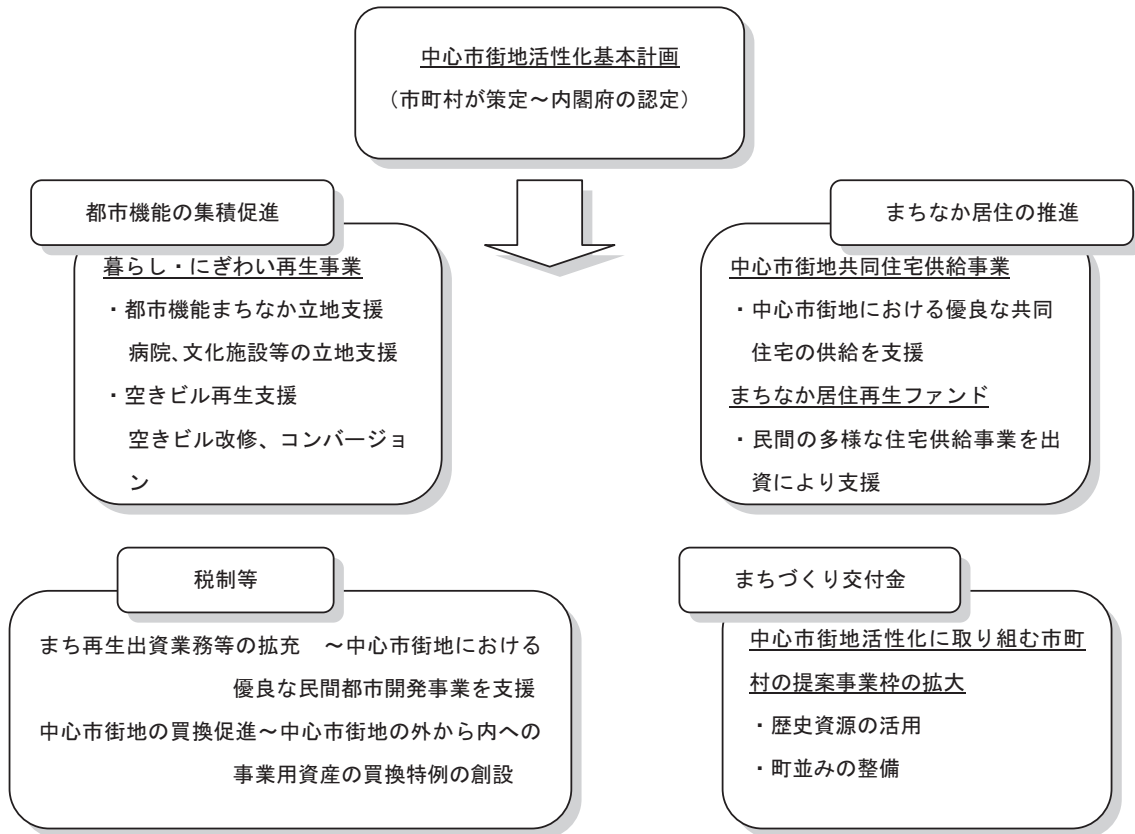 中心市街地活性化基本計画
（市町村が策定～内閣府の認定）
都市機能の集積促進
暮らし・にぎわい再生事業
・都市機能まちなか立地支援
病院、文化施設等の立地支援
・空きビル再生支援
空きビル改修、コンバージョ
ン
まちなか居住の推進
中心市街地共同住宅供給事業
・中心市街地における優良な共同
住宅の供給を支援
まちなか居住再生ファンド
・民間の多様な住宅供給事業を出
資により支援
税制等
まち再生出資業務等の拡充　～中心市街地における
優良な民間都市開発事業を支援
中心市街地の買換促進～中心市街地の外から内への
事業用資産の買換特例の創設
まちづくり交付金
中心市街地活性化に取り組む市町
村の提案事業枠の拡大
・歴史資源の活用
・町並みの整備